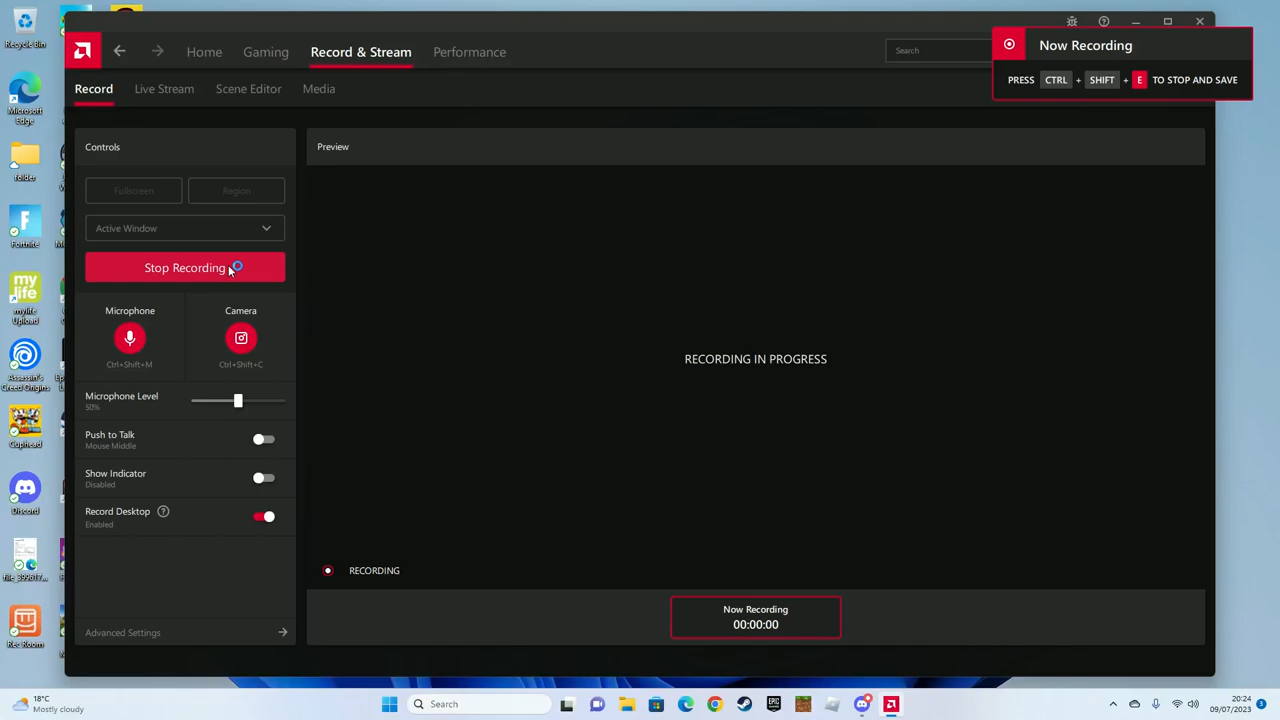 Recycle Bin
Microsoft Edge
folder
Fortnite
mylife Upload
Assassin's Creed Origins
Cuphead
Discord
file_399617...
Rec Room
Home
Gaming
Record & Stream
Performance
Search
Now Recording
PRESS CTRL + SHIFT + E TO STOP AND SAVE
Record
Live Stream
Scene Editor
Media
Controls
Fullscreen
Region
Active Window
Stop Recording
Microphone
Camera
Ctrl+Shift+M
Ctrl+Shift+C
Microphone Level
50%
Push to Talk
Mouse Middle
Show Indicator
Disabled
Record Desktop
Enabled
Advanced Settings
Preview
RECORDING IN PROGRESS
RECORDING
Now Recording
00:00:00
18°C
Mostly cloudy
Search
20:24
09/07/2023